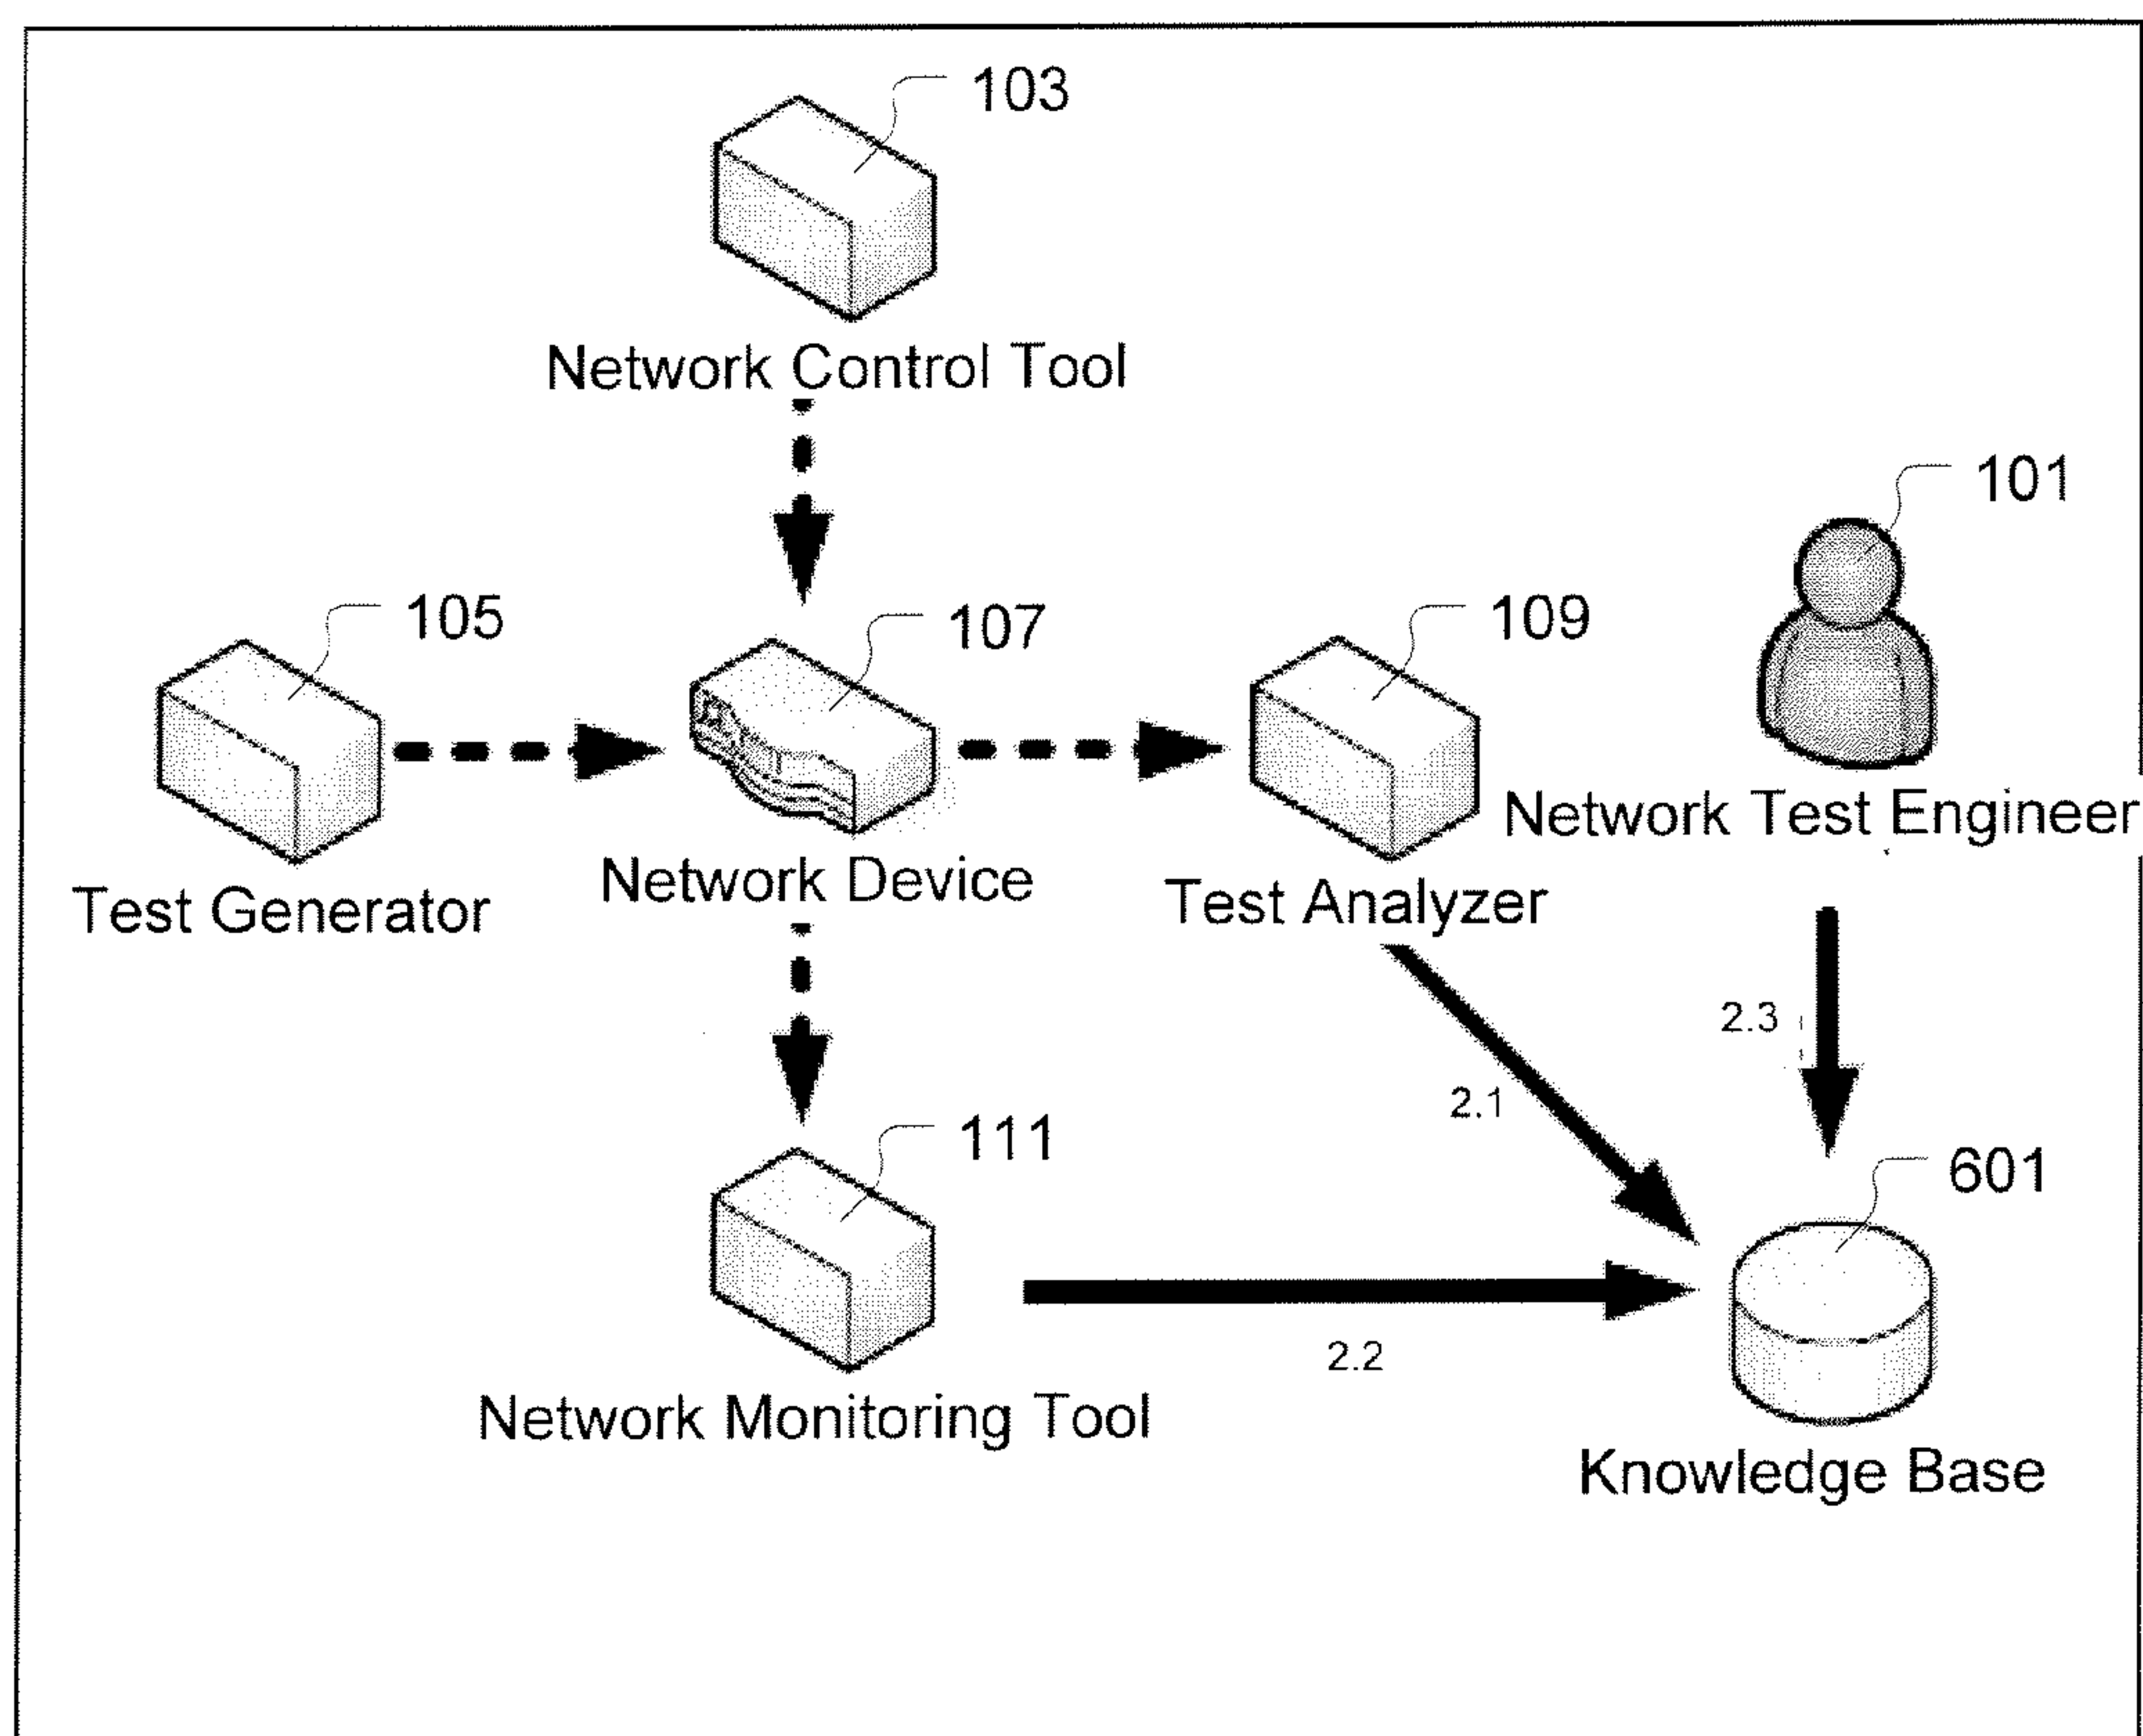 103
Network Control Tool
101
105
107
109
Network Test Engineer
Network Device
Test Analyzer
Test Generator
2.3
2.1
111
601
2.2
Network Monitoring Tool
Knowledge Base